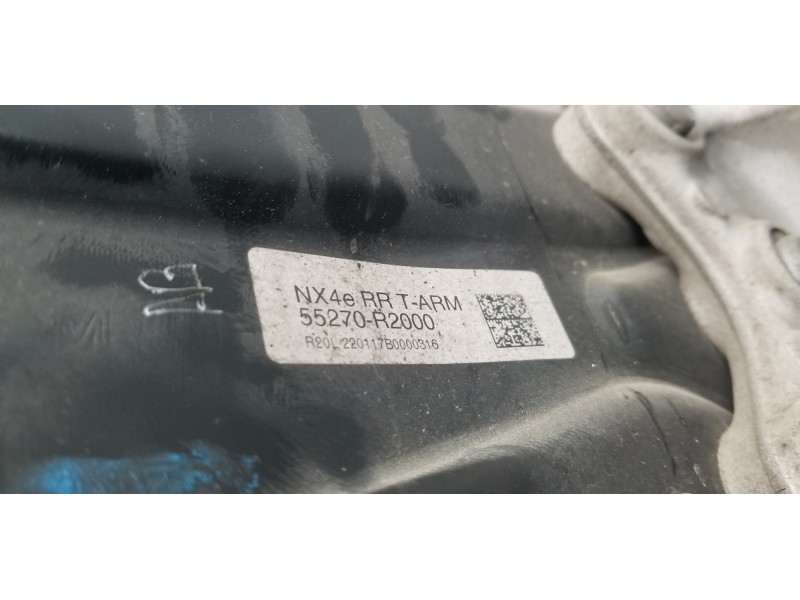 NX4e RR T-ARM
55270-R2000
R20L 220117B0000316